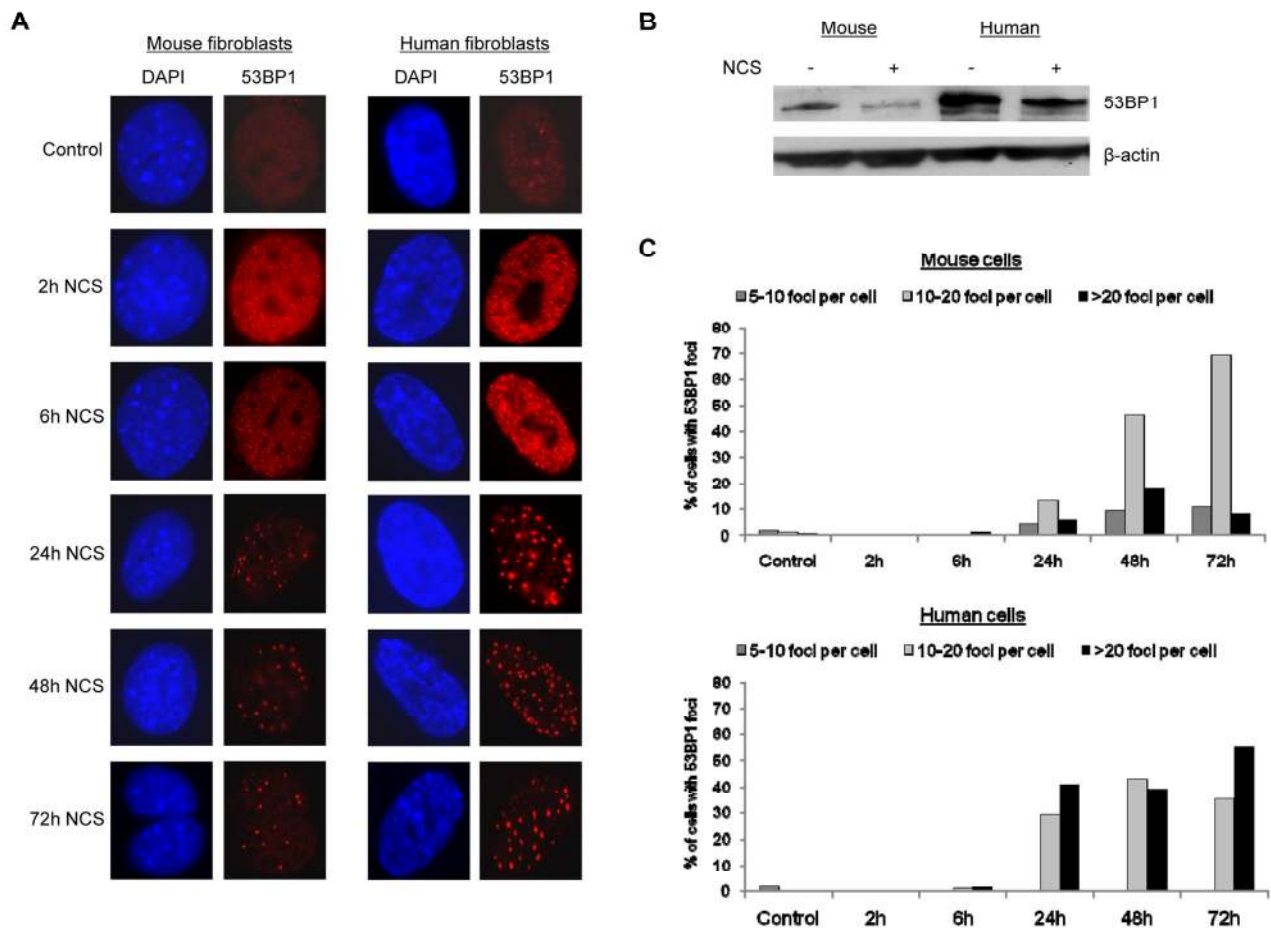 A
Mouse fibroblasts
Human fibroblasts
DAPI
53BP1
DAPI
53BP1
Control
2h NCS
6h NCS
24h NCS
48h NCS
72h NCS
B
Mouse
Human
NCS
- + - +
53BP1
β-actin
C
Mouse cells
5-10 foci per cell
10-20 foci per cell
>20 foci per cell
% of cells with 53BP1 foci
80
70
60
50
40
30
20
10
0
Control
2h
6h
24h
48h
72h
Human cells
5-10 foci per cell
10-20 foci per cell
>20 foci per cell
% of cells with 53BP1 foci
80
70
60
50
40
30
20
10
0
Control
2h
6h
24h
48h
72h